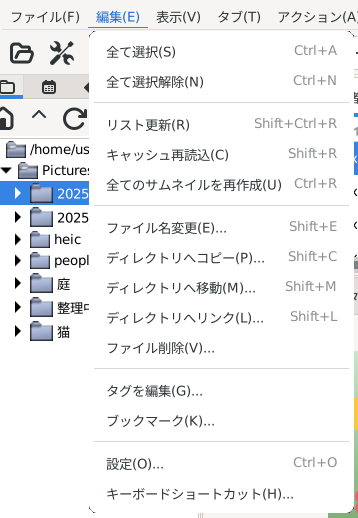 ファイル(F) 編集(E) 表示(V) タブ(T) アクション(A)
全て選択(S) Ctrl+A
全て選択解除(N) Ctrl+N
リスト更新(R) Shift+Ctrl+R
キャッシュ再読込(C) Shift+R
全てのサムネイルを再作成(U) Ctrl+R
ファイル名変更(E)... Shift+E
ディレクトリへコピー(P)... Shift+C
ディレクトリへ移動(M)... Shift+M
ディレクトリへリンク(L)... Shift+L
ファイル削除(V)...
タグを編集(G)...
ブックマーク(K)...
設定(O)... Ctrl+O
キーボードショートカット(H)...
/home/us
Pictures
2025
2025
heic
peopl
庭
整理中
猫